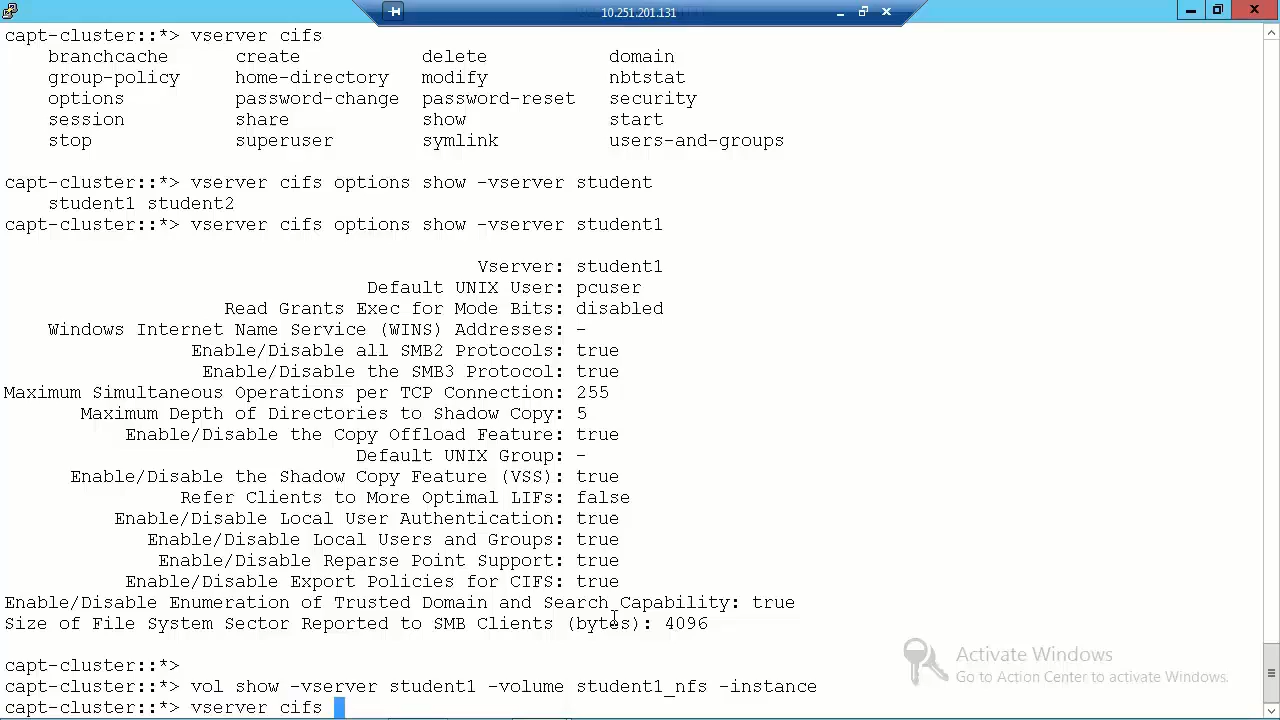 10.251.201.131
capt-cluster::*> vserver cifs
branchcache create delete domain
group-policy home-directory modify nbtstat
options password-change password-reset security
session share show start
stop superuser symlink users-and-groups
capt-cluster::*> vserver cifs options show -vserver student
student1 student2
capt-cluster::*> vserver cifs options show -vserver student1
Vserver: student1
Default UNIX User: pcuser
Read Grants Exec for Mode Bits: disabled
Windows Internet Name Service (WINS) Addresses: -
Enable/Disable all SMB2 Protocols: true
Enable/Disable the SMB3 Protocol: true
Maximum Simultaneous Operations per TCP Connection: 255
Maximum Depth of Directories to Shadow Copy: 5
Enable/Disable the Copy Offload Feature: true
Default UNIX Group: -
Enable/Disable the Shadow Copy Feature (VSS): true
Refer Clients to More Optimal LIFs: false
Enable/Disable Local User Authentication: true
Enable/Disable Local Users and Groups: true
Enable/Disable Reparse Point Support: true
Enable/Disable Export Policies for CIFS: true
Enable/Disable Enumeration of Trusted Domain and Search Capability: true
Size of File System Sector Reported to SMB Clients (bytes): 4096
capt-cluster::*>
capt-cluster::*> vol show -vserver student1 -volume student1_nfs -instance
capt-cluster::*> vserver cifs
Activate Windows
Go to Action Center to activate Windows.